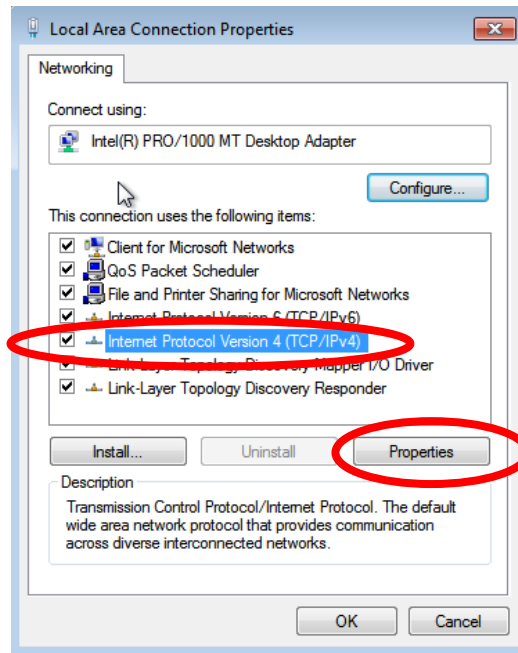 Local Area Connection Properties
Networking
Connect using:
Intel(R) PRO/1000 MT Desktop Adapter
Configure...
This connection uses the following items:
Client for Microsoft Networks
QoS Packet Scheduler
File and Printer Sharing for Microsoft Networks
Internet Protocol Version 6 (TCP/IPv6)
Internet Protocol Version 4 (TCP/IPv4)
Link-Layer Topology Discovery Mapper I/O Driver
Link-Layer Topology Discovery Responder
Install...
Uninstall
Properties
Description
Transmission Control Protocol/Internet Protocol. The default
wide area network protocol that provides communication
across diverse interconnected networks.
OK
Cancel